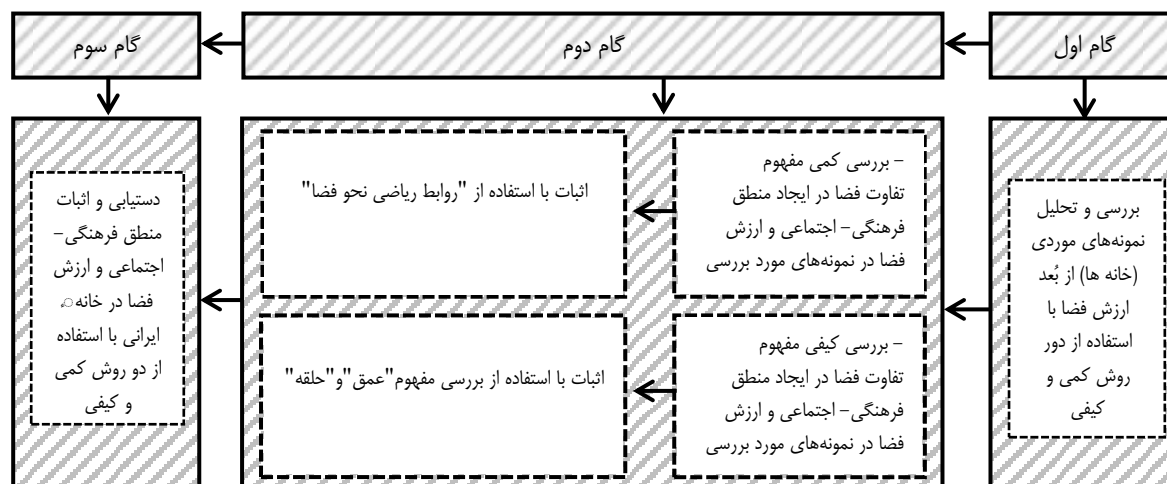 گام اول
گام دوم
گام سوم
بررسی و تحلیل
نمونه‌های موردی
(خانه ها) از بُعد
ارزش فضا با
استفاده از دور
روش کمی و
کیفی
– بررسی کمی مفهوم
تفاوت فضا در ایجاد منطق
فرهنگی- اجتماعی و ارزش
فضا در نمونه‌های مورد بررسی
اثبات با استفاده از "روابط ریاضی نحو فضا"
– بررسی کیفی مفهوم
تفاوت فضا در ایجاد منطق
فرهنگی- اجتماعی و ارزش
فضا در نمونه‌های مورد بررسی
اثبات با استفاده از بررسی مفهوم"عمق"و"حلقه"
دستیابی و اثبات
منطق فرهنگی-
اجتماعی و ارزش
فضا در خانه ِ
ایرانی با استفاده
از دو روش کمی
و کیفی